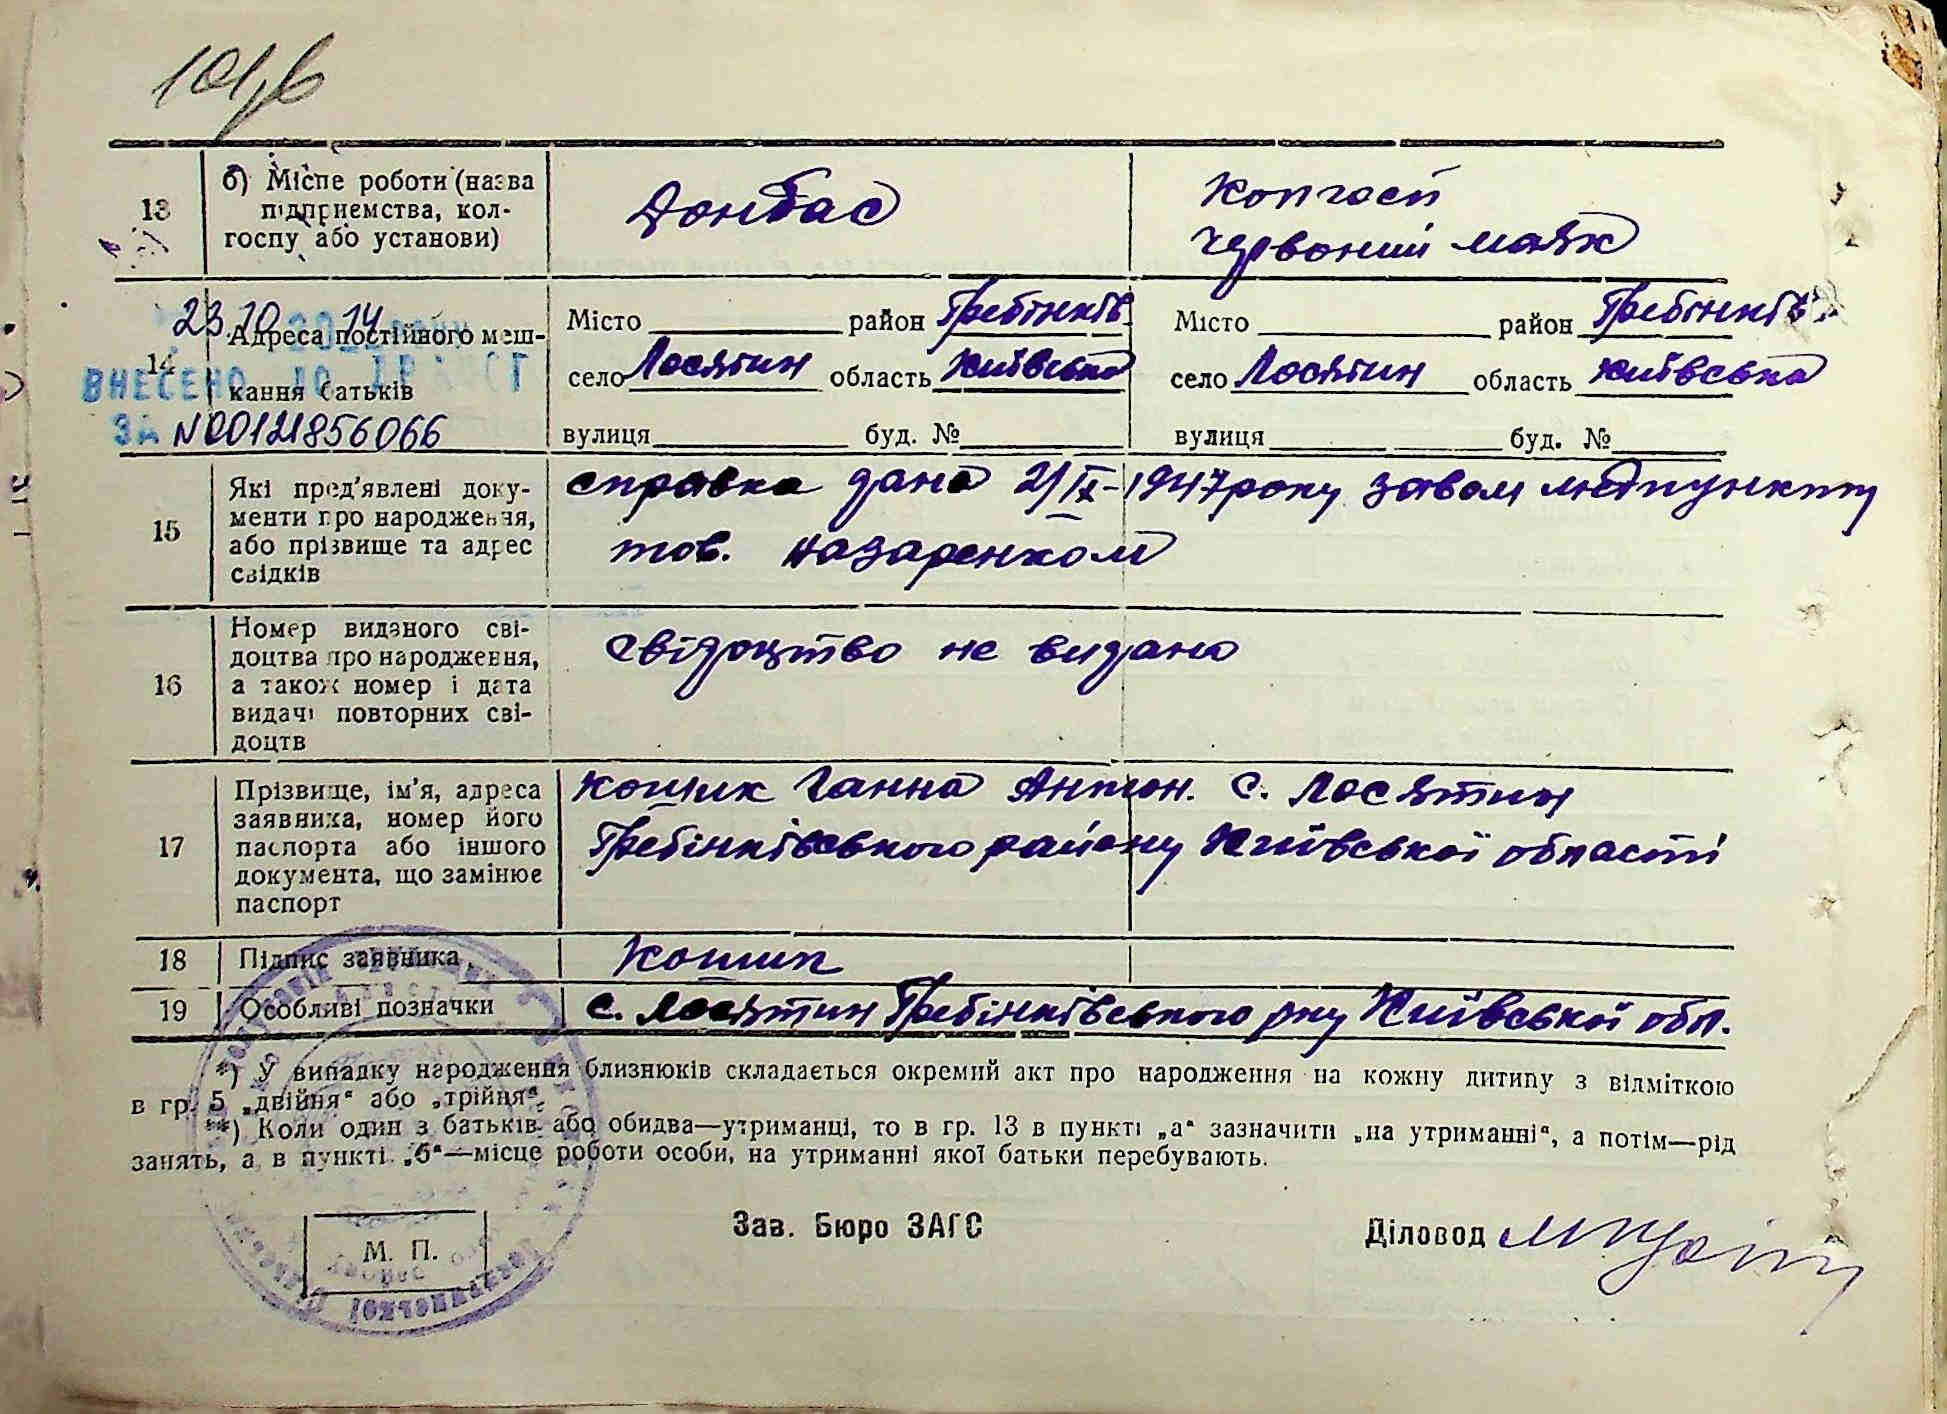 13
б) Місце роботи (назва
підприємства, кол-
госпу або установи)
Донбас
Колгосп
Червоний маяк
23.10 14
14
Адреса постійного меш-
кання батьків
ВНЕСЕНО ДО ДРАЦСГ
ЗА N00121856066
Місто район Гребінків.
село Лосятин область Київська
вулиця буд. №
Місто район Гребінків.
село Лосятин область Київська
вулиця буд. №
15
Які пред'явлені доку-
менти про народження,
або прізвище та адрес
свідків
справка дана 2/IX-1947 року завом медпункту
тов. Назаренком
16
Номер виданого сві-
доцтва про народження,
а також номер і дата
видачі повторних сві-
доцтв
Свідоцтво не видано
17
Прізвище, ім'я, адреса
заявника, номер його
паспорта або іншого
документа, що замінює
паспорт
Кошик Ганна Антон. с. Лосятин
Гребінківського району Київської області
18
Підпис заявника
Кошик
19
Особливі позначки
с. Лосятин Гребінківського рну Київської обл.
*) У випадку народження близнюків складається окремий акт про народження на кожну дитину з відміткою
в гр. 5 „двійня“ або „трійня“.
**) Коли один з батьків або обидва—утриманці, то в гр. 13 в пункті „а“ зазначити „на утриманні“, а потім—рід
занять, а в пункті „б“—місце роботи особи, на утриманні якої батьки перебувають.
М. П.
Зав. Бюро ЗАГС
Діловод